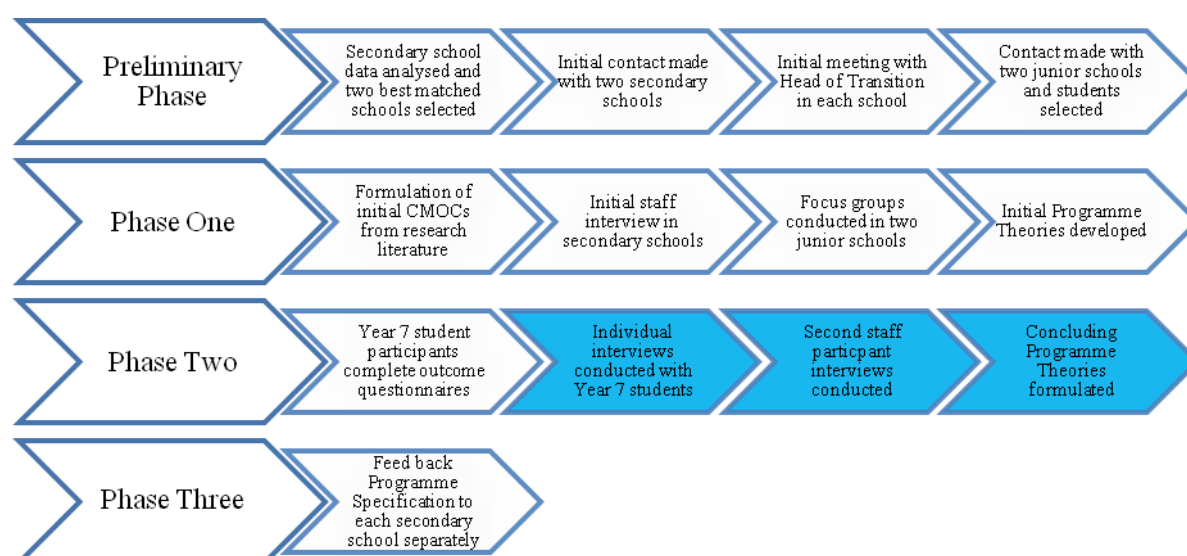 Preliminary
Phase
Secondary school
data analysed and
two best matched
schools selected
Initial contact made
with two secondary
schools
Initial meeting with
Head of Transition
in each school
Contact made with
two junior schools
and students
selected
Phase One
Formulation of
initial CMOCs
from research
literature
Initial staff
interview in
secondary schools
Focus groups
conducted in two
junior schools
Initial Programme
Theories developed
Phase Two
Year 7 student
participants
complete outcome
questionnaires
Individual
interviews
conducted with
Year 7 students
Second staff
particpant
interviews
conducted
Concluding
Programme
Theories
formulated
Phase Three
Feed back
Programme
Specification to
each secondary
school separately